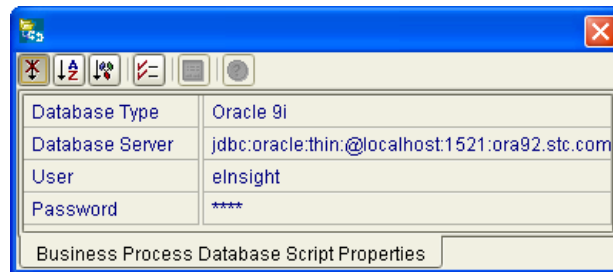 Database Type Oracle 9i
Database Server jdbc:oracle:thin:@localhost:1521:ora92.stc.com
User eInsight
Password ****
Business Process Database Script Properties